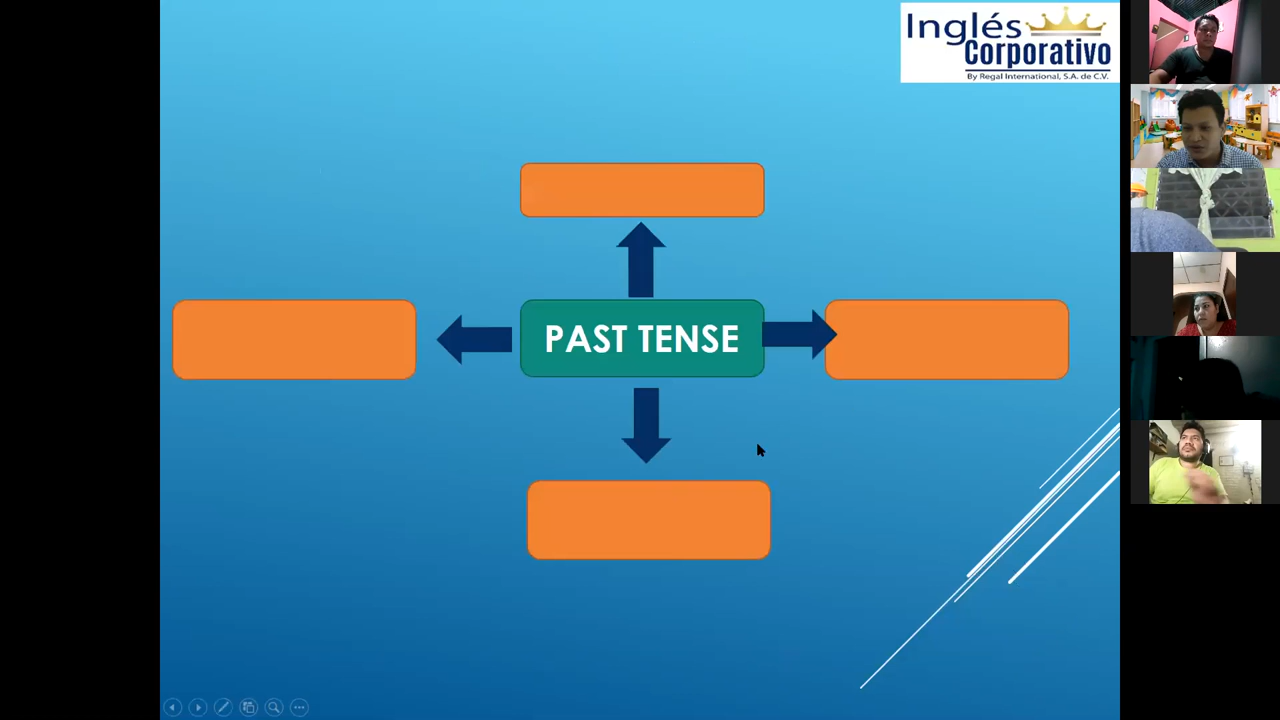 Inglés
Corporativo
By Regal International, S.A. de C.V.
PAST TENSE